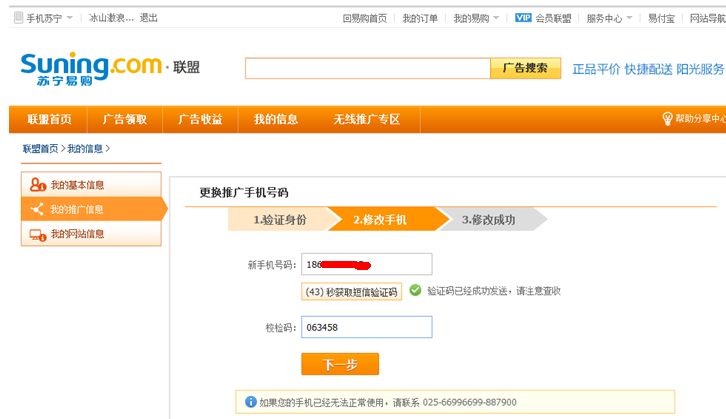 手机苏宁 冰山澈浪... 退出 回易购首页 我的订单 我的易购 VIP 会员联盟 服务中心 易付宝 网站导航
Suning.com · 联盟
苏宁易购
广告搜索 正品平价 快捷配送 阳光服务
联盟首页 广告领取 广告收益 我的信息 无线推广专区 帮助分享中心
联盟首页 > 我的信息 >
我的基本信息
我的推广信息
我的网站信息
更换推广手机号码
1.验证身份 2.修改手机 3.修改成功
新手机号码: 186
(43) 秒获取短信验证码 验证码已经成功发送，请注意查收
校检码: 063458
下一步
如果您的手机已经无法正常使用，请联系 025-66996699-887900